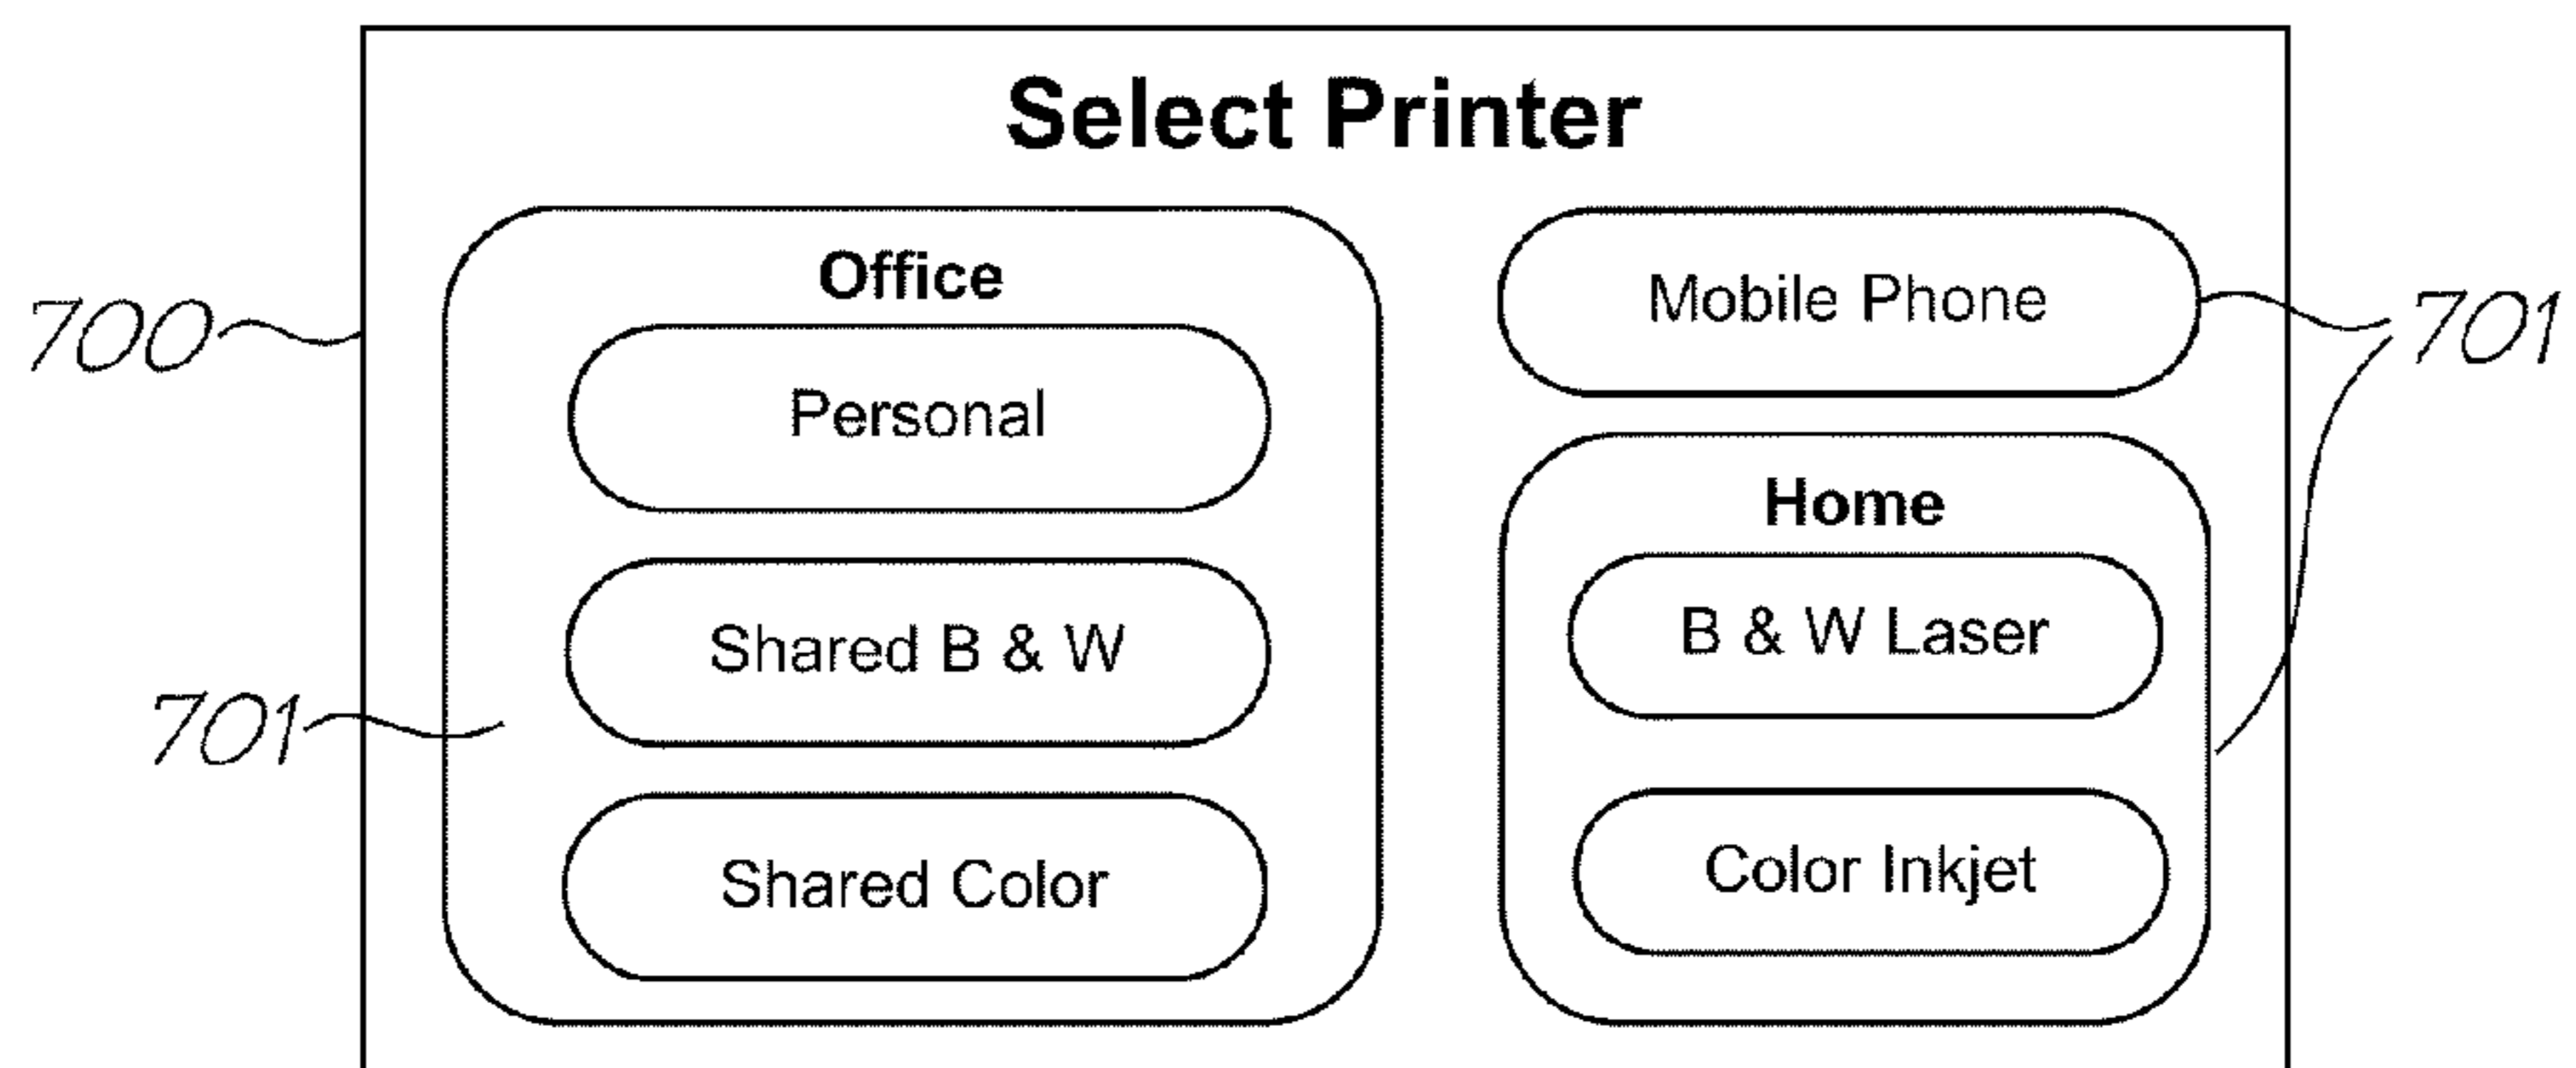 Select Printer
Office
Personal
Shared B & W
Shared Color
Mobile Phone
Home
B & W Laser
Color Inkjet
700
701
701